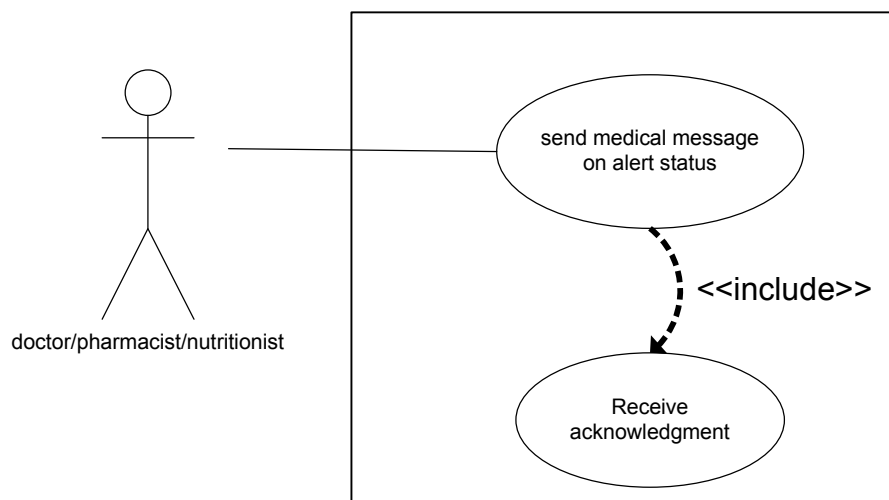 send medical message
on alert status
<<include>>
doctor/pharmacist/nutritionist
Receive
acknowledgment